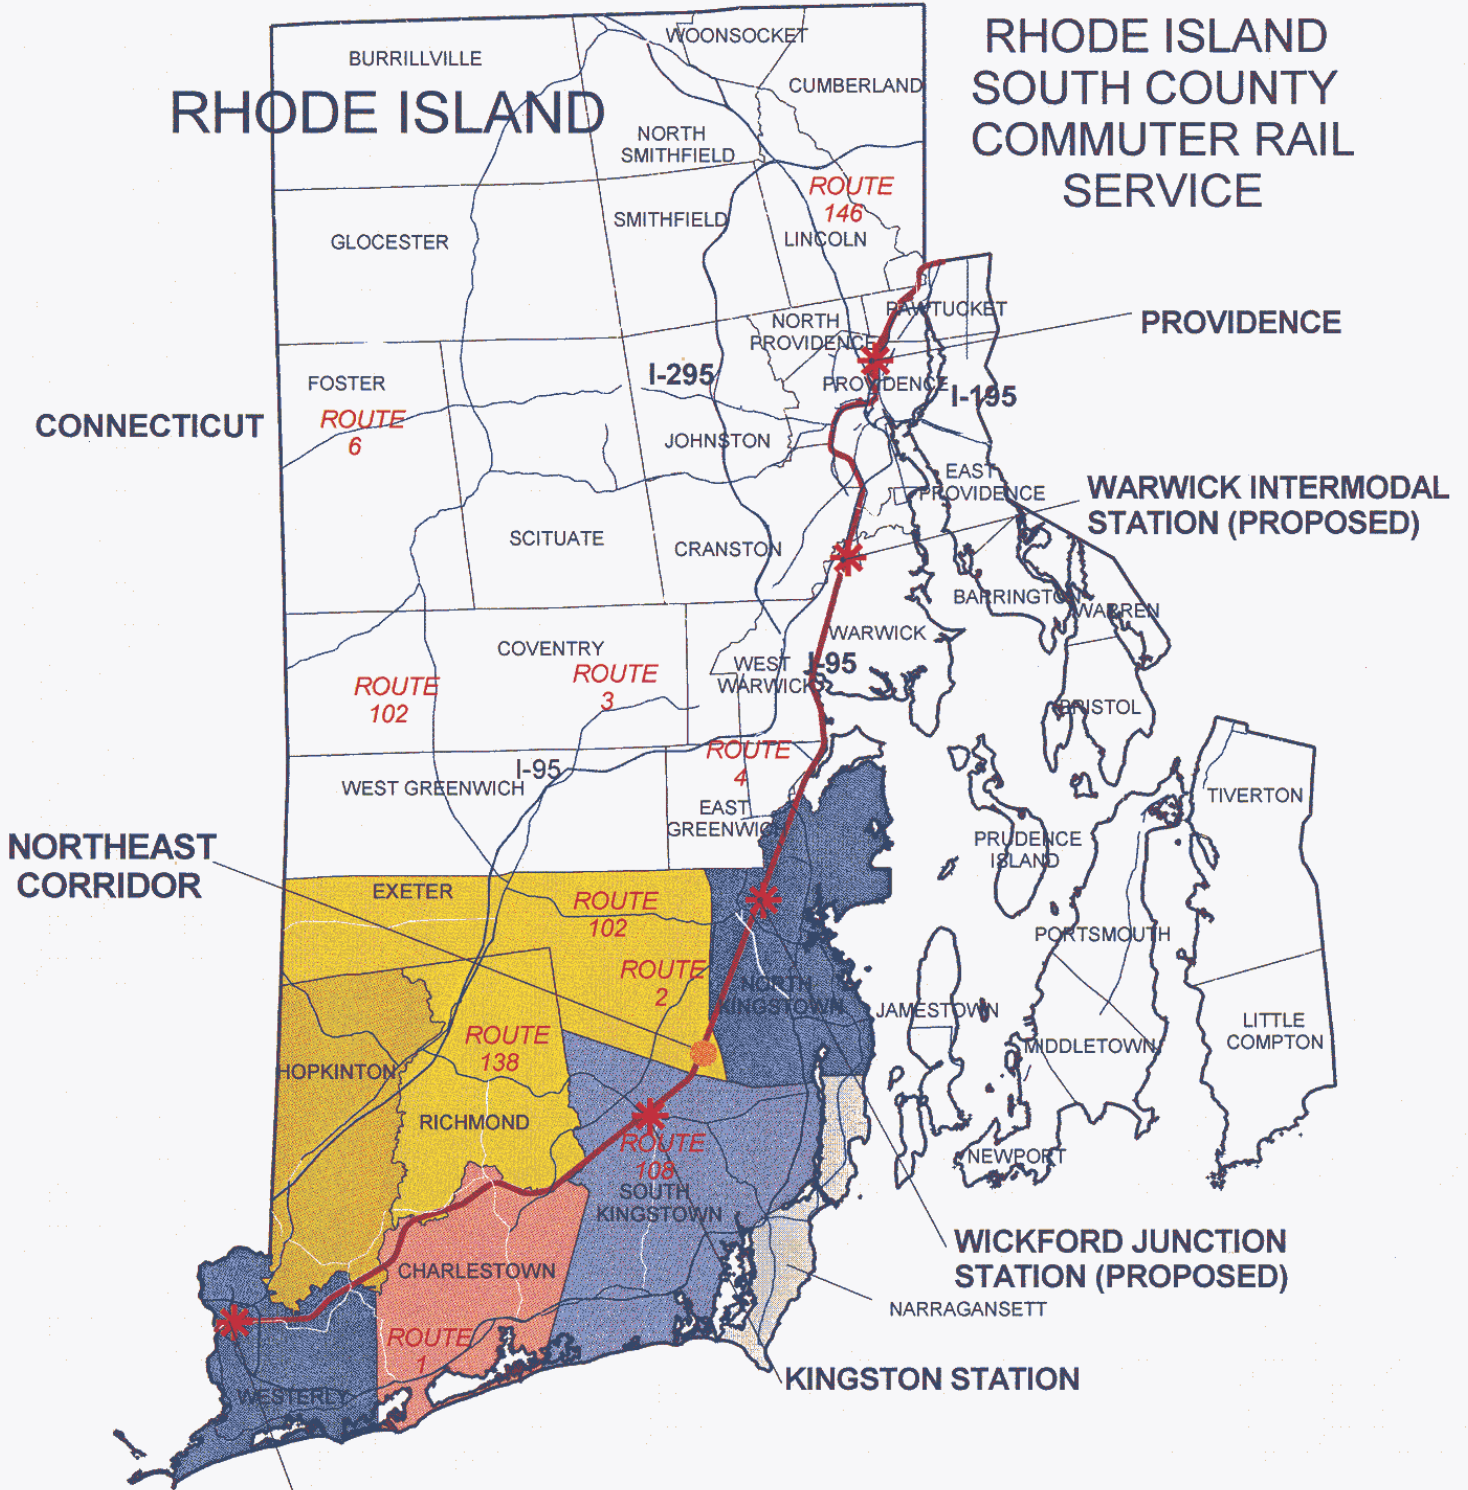 RHODE ISLAND
SOUTH COUNTY
COMMUTER RAIL
SERVICE
RHODE ISLAND
WOONSOCKET
BURRILLVILLE
CUMBERLAND
NORTH
SMITHFIELD
ROUTE
146
SMITHFIELD
LINCOLN
GLOCESTER
PAWTUCKET
NORTH
PROVIDENCE
PROVIDENCE
I-295
FOSTER
PROVIDENCE
I-195
ROUTE
6
CONNECTICUT
JOHNSTON
EAST
PROVIDENCE
WARWICK INTERMODAL
STATION (PROPOSED)
SCITUATE
CRANSTON
BARRINGTON
WARREN
WARWICK
COVENTRY
WEST
WARWICK
I-95
ROUTE
3
ROUTE
102
BRISTOL
ROUTE
4
I-95
WEST GREENWICH
TIVERTON
EAST
GREENWICH
PRUDENCE
ISLAND
NORTHEAST
CORRIDOR
EXETER
ROUTE
102
PORTSMOUTH
ROUTE
2
NORTH
KINGSTOWN
JAMESTOWN
LITTLE
COMPTON
ROUTE
138
MIDDLETOWN
HOPKINTON
RICHMOND
ROUTE
108
NEWPORT
SOUTH
KINGSTOWN
WICKFORD JUNCTION
STATION (PROPOSED)
CHARLESTOWN
NARRAGANSETT
ROUTE
1
KINGSTON STATION
WESTERLY